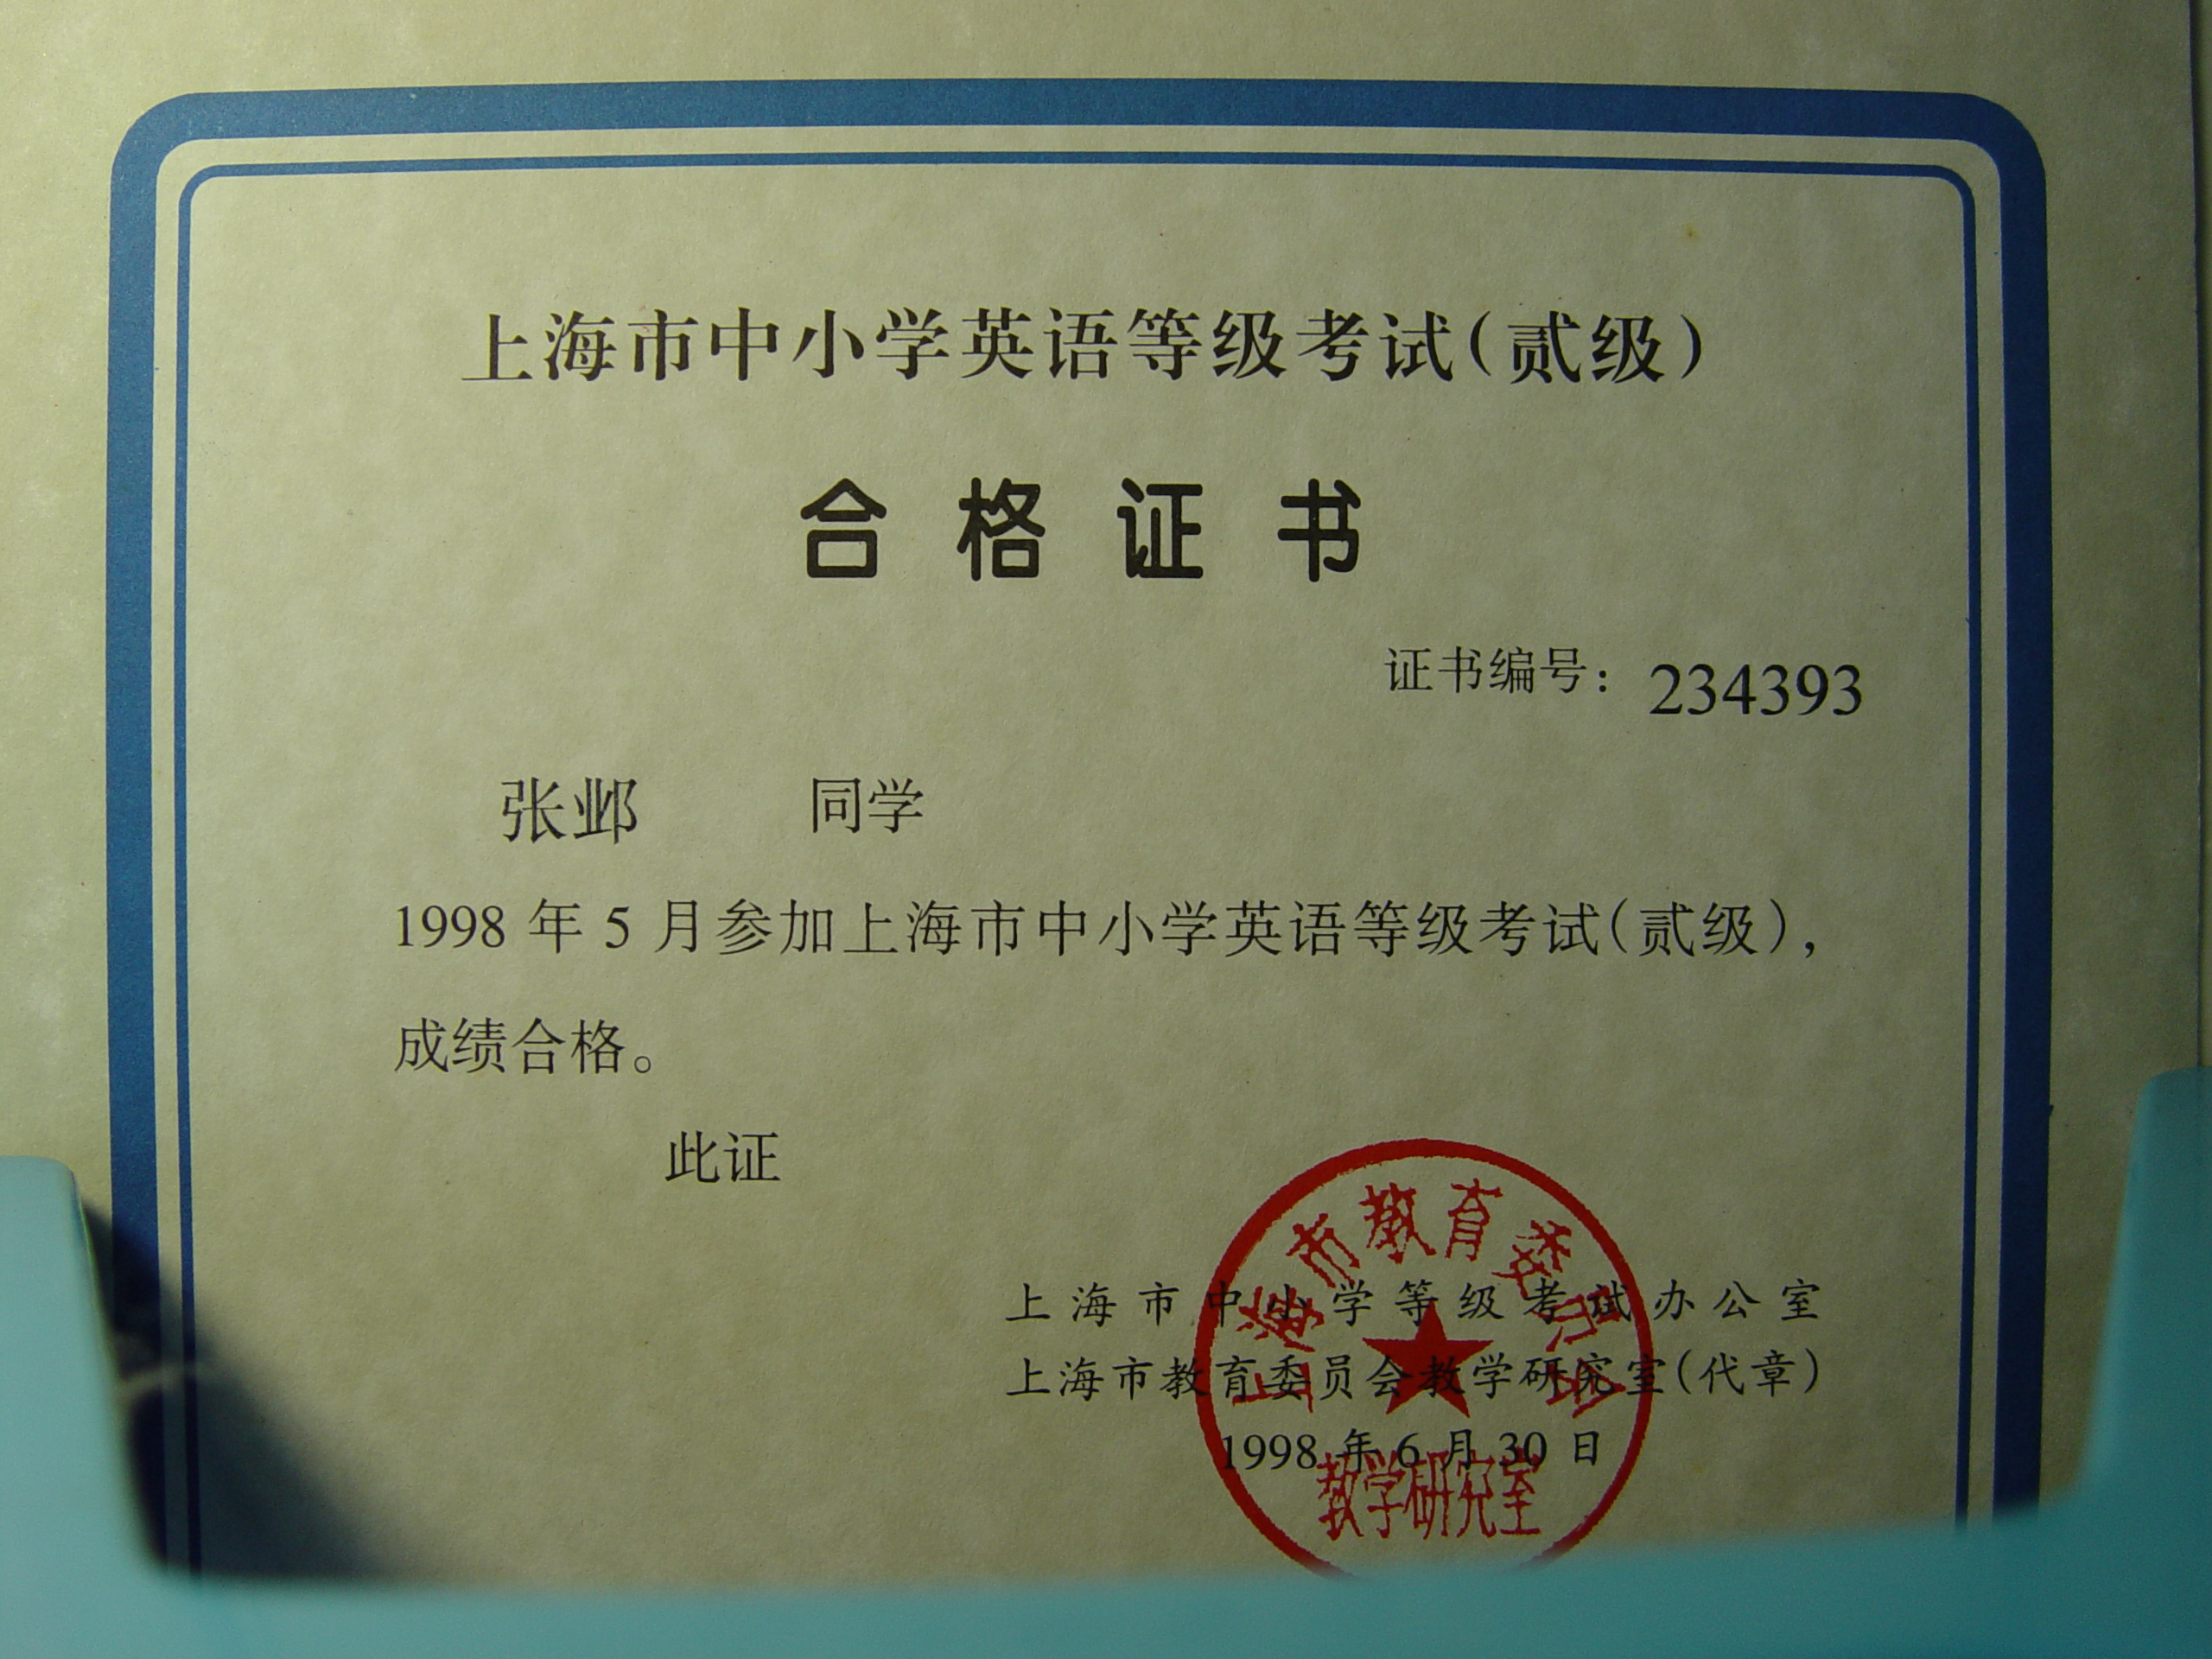 上海市中小学英语等级考试(贰级)
合格证书
证书编号: 234393
张邺 同学
1998 年 5 月参加上海市中小学英语等级考试(贰级),
成绩合格。
此证
上海市教育委员会
上海市中小学等级考试办公室
上海市教育委员会教学研究室(代章)
1998 年 6 月 30 日
教学研究室